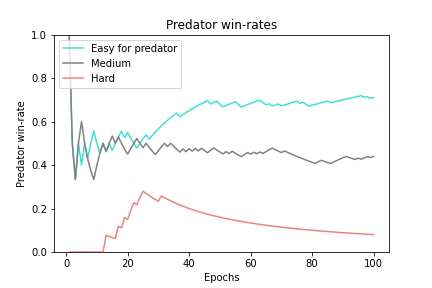 Predator win-rates
Predator win-rate
1.0
0.8
0.6
0.4
0.2
0.0
Easy for predator
Medium
Hard
0 20 40 60 80 100
Epochs